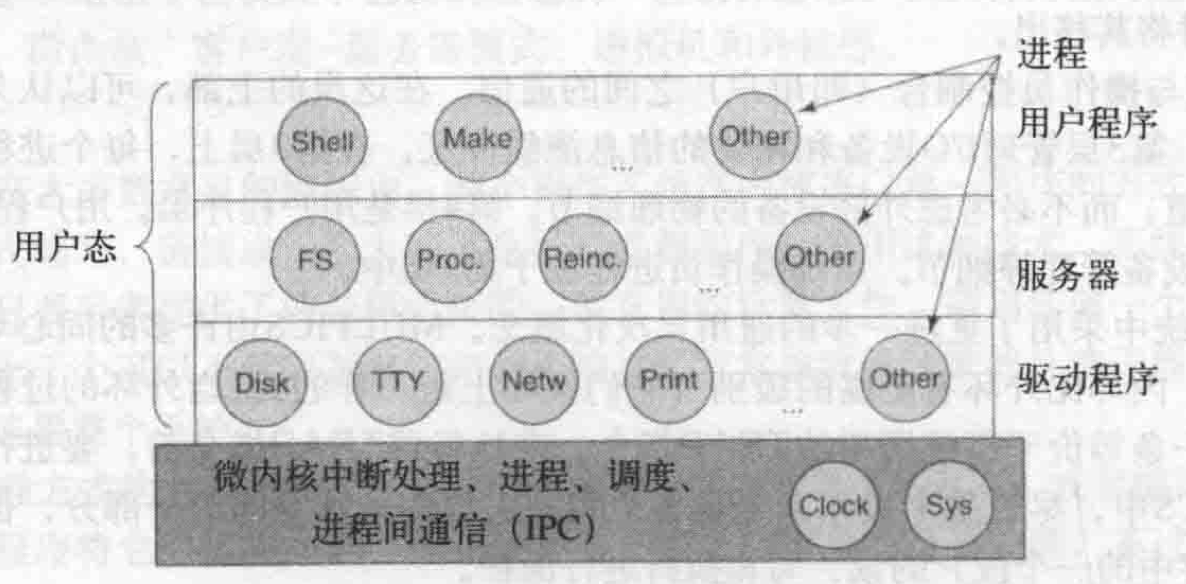 进程
Shell
Make
...
Other
用户程序
用户态
FS
Proc.
Reinc.
...
Other
服务器
Disk
TTY
Netw
Print
...
Other
驱动程序
微内核中断处理、进程、调度、
进程间通信（IPC）
Clock
Sys